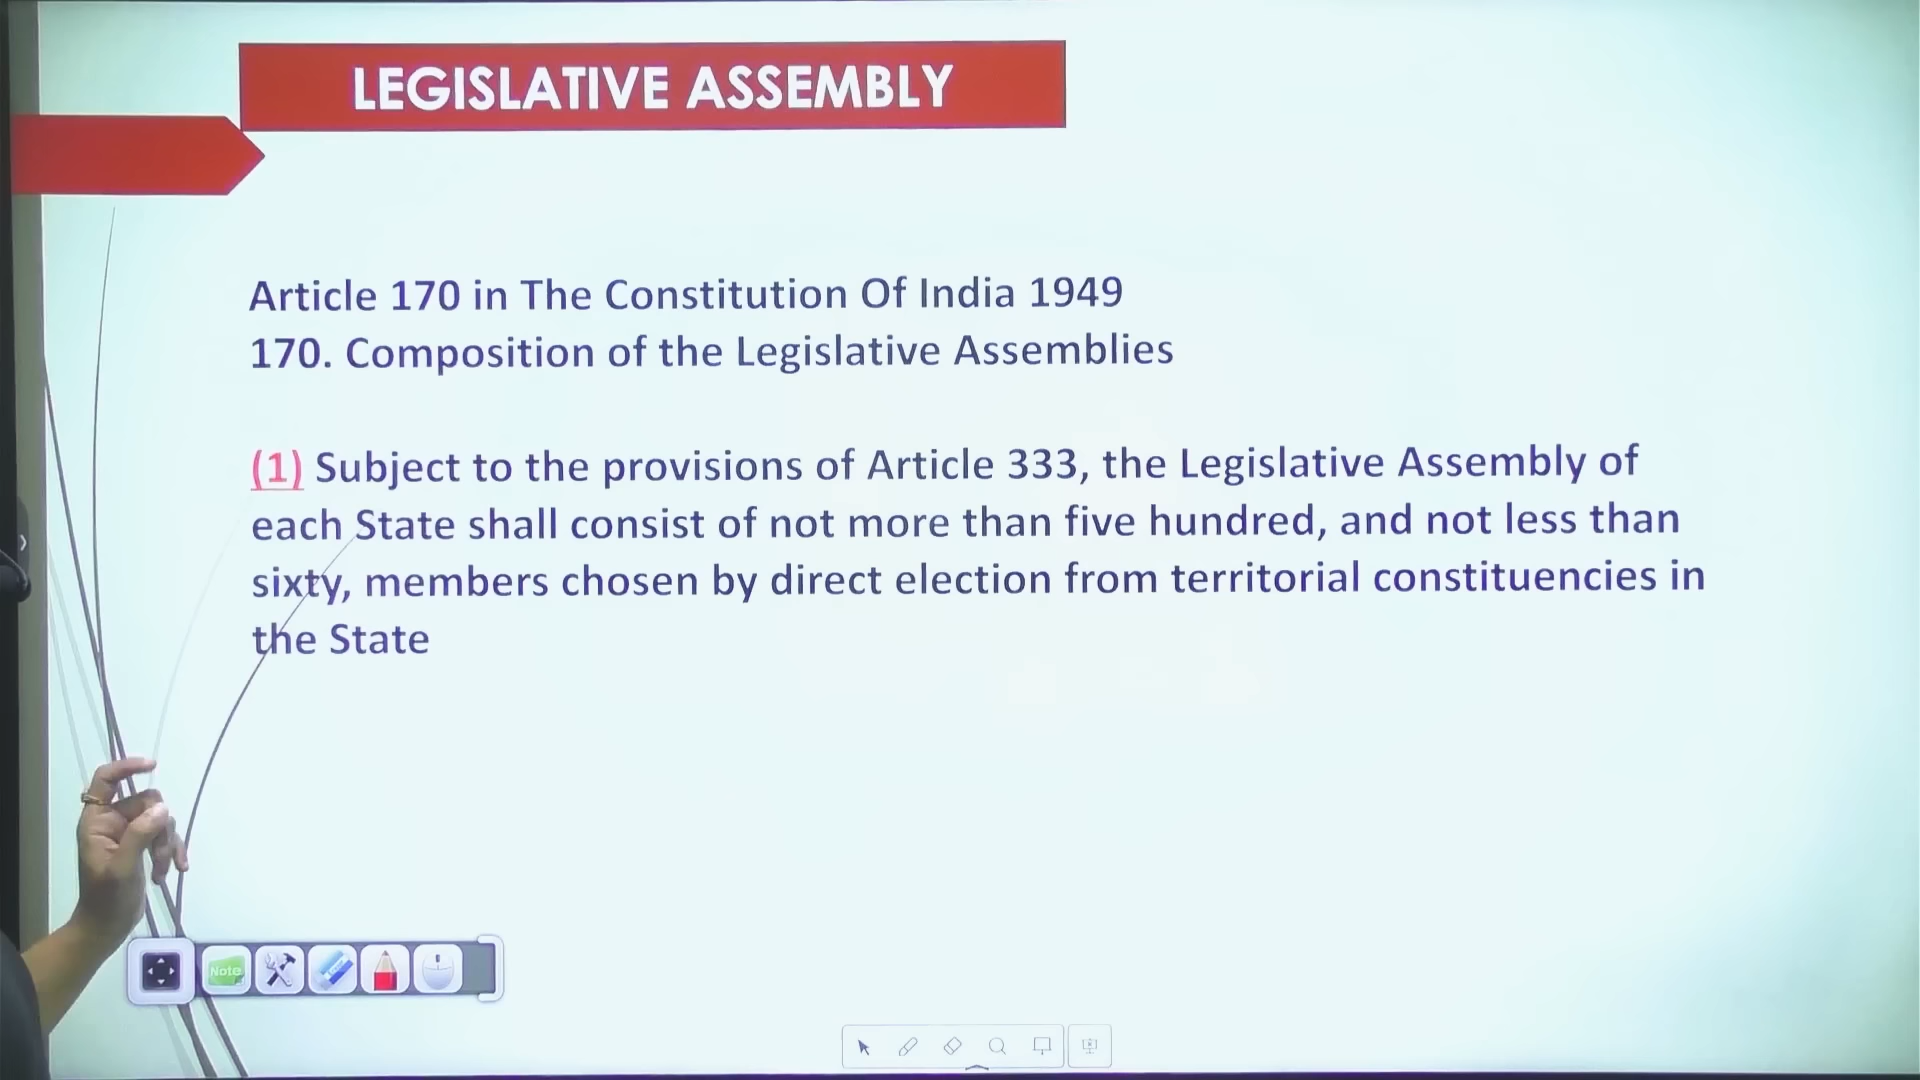 LEGISLATIVE ASSEMBLY
Article 170 in The Constitution Of India 1949
170. Composition of the Legislative Assemblies
(1) Subject to the provisions of Article 333, the Legislative Assembly of
each State shall consist of not more than five hundred, and not less than
sixty, members chosen by direct election from territorial constituencies in
the State
Note